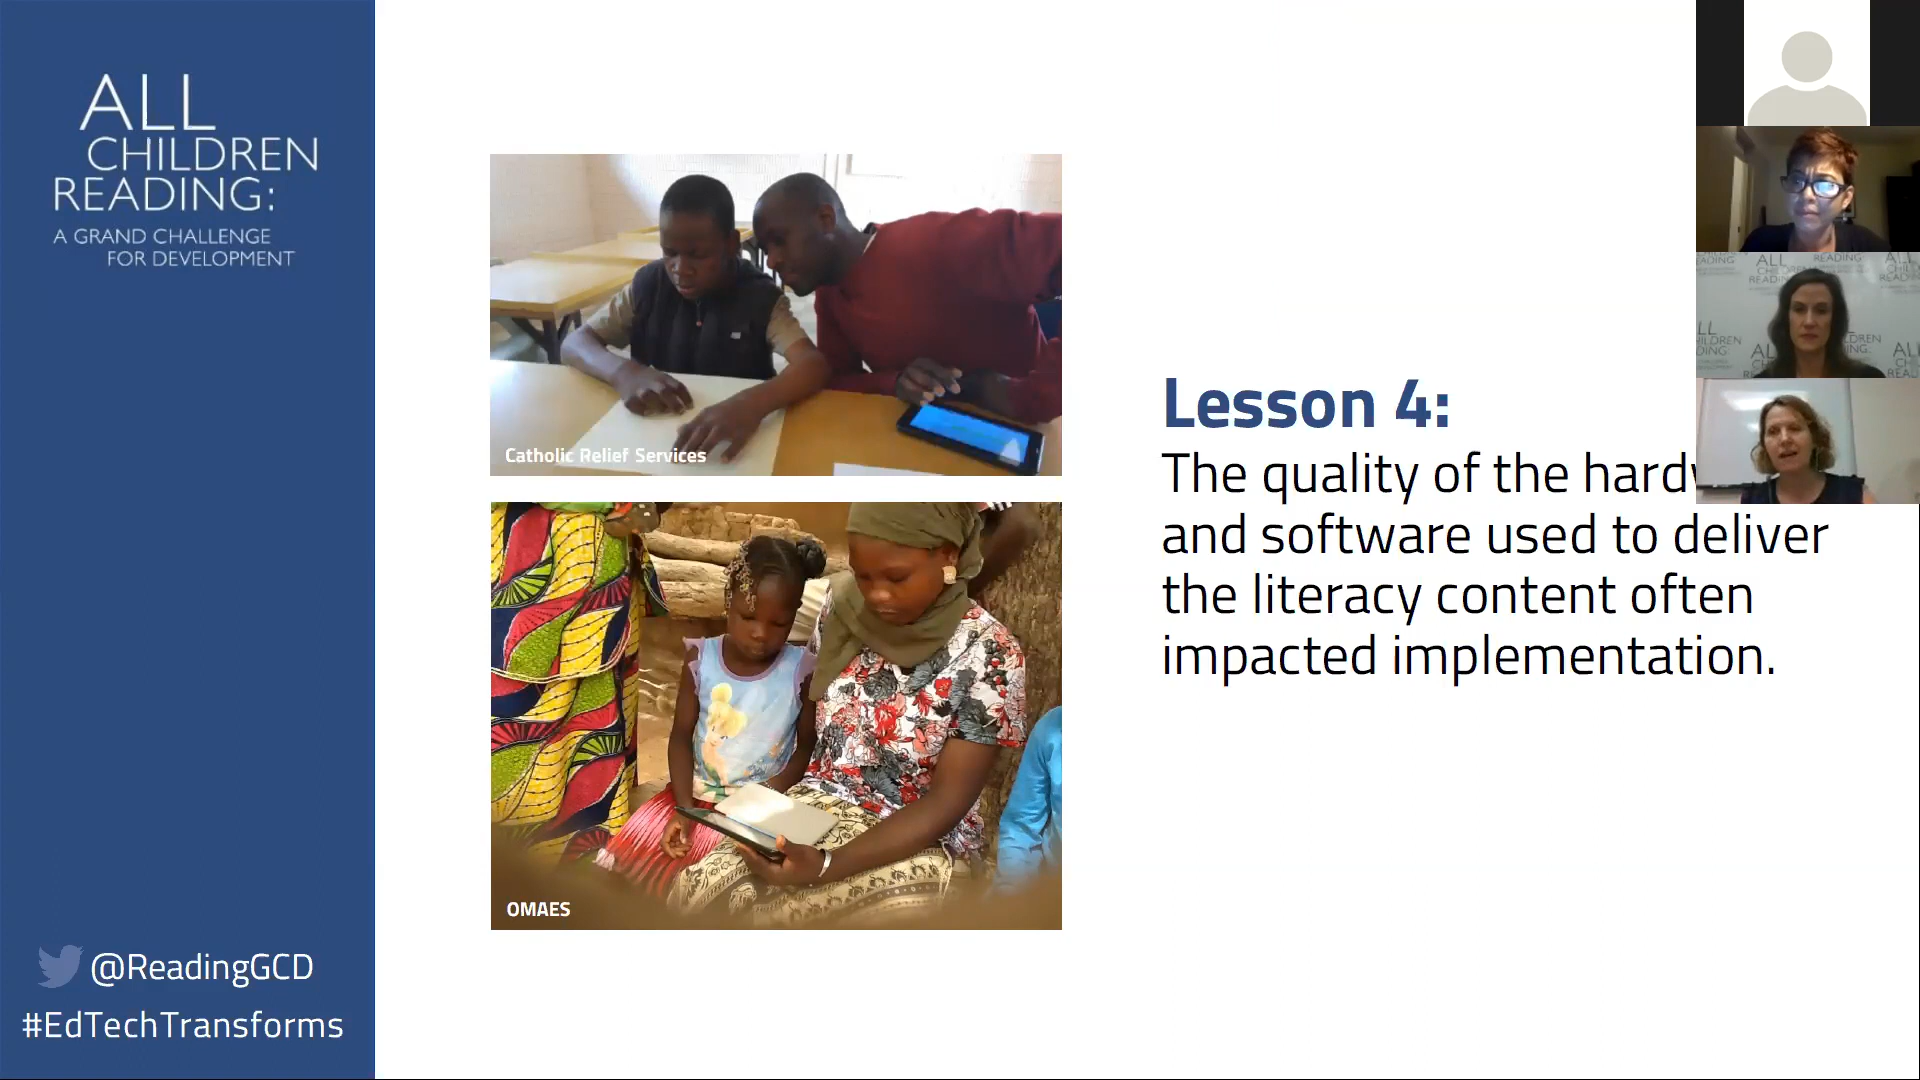 ALL
CHILDREN
READING:
A GRAND CHALLENGE
FOR DEVELOPMENT
Catholic Relief Services
OMAES
Lesson 4:
The quality of the
and software used to deliver
the literacy content often
impacted implementation.
@ReadingGCD
#EdTechTransforms